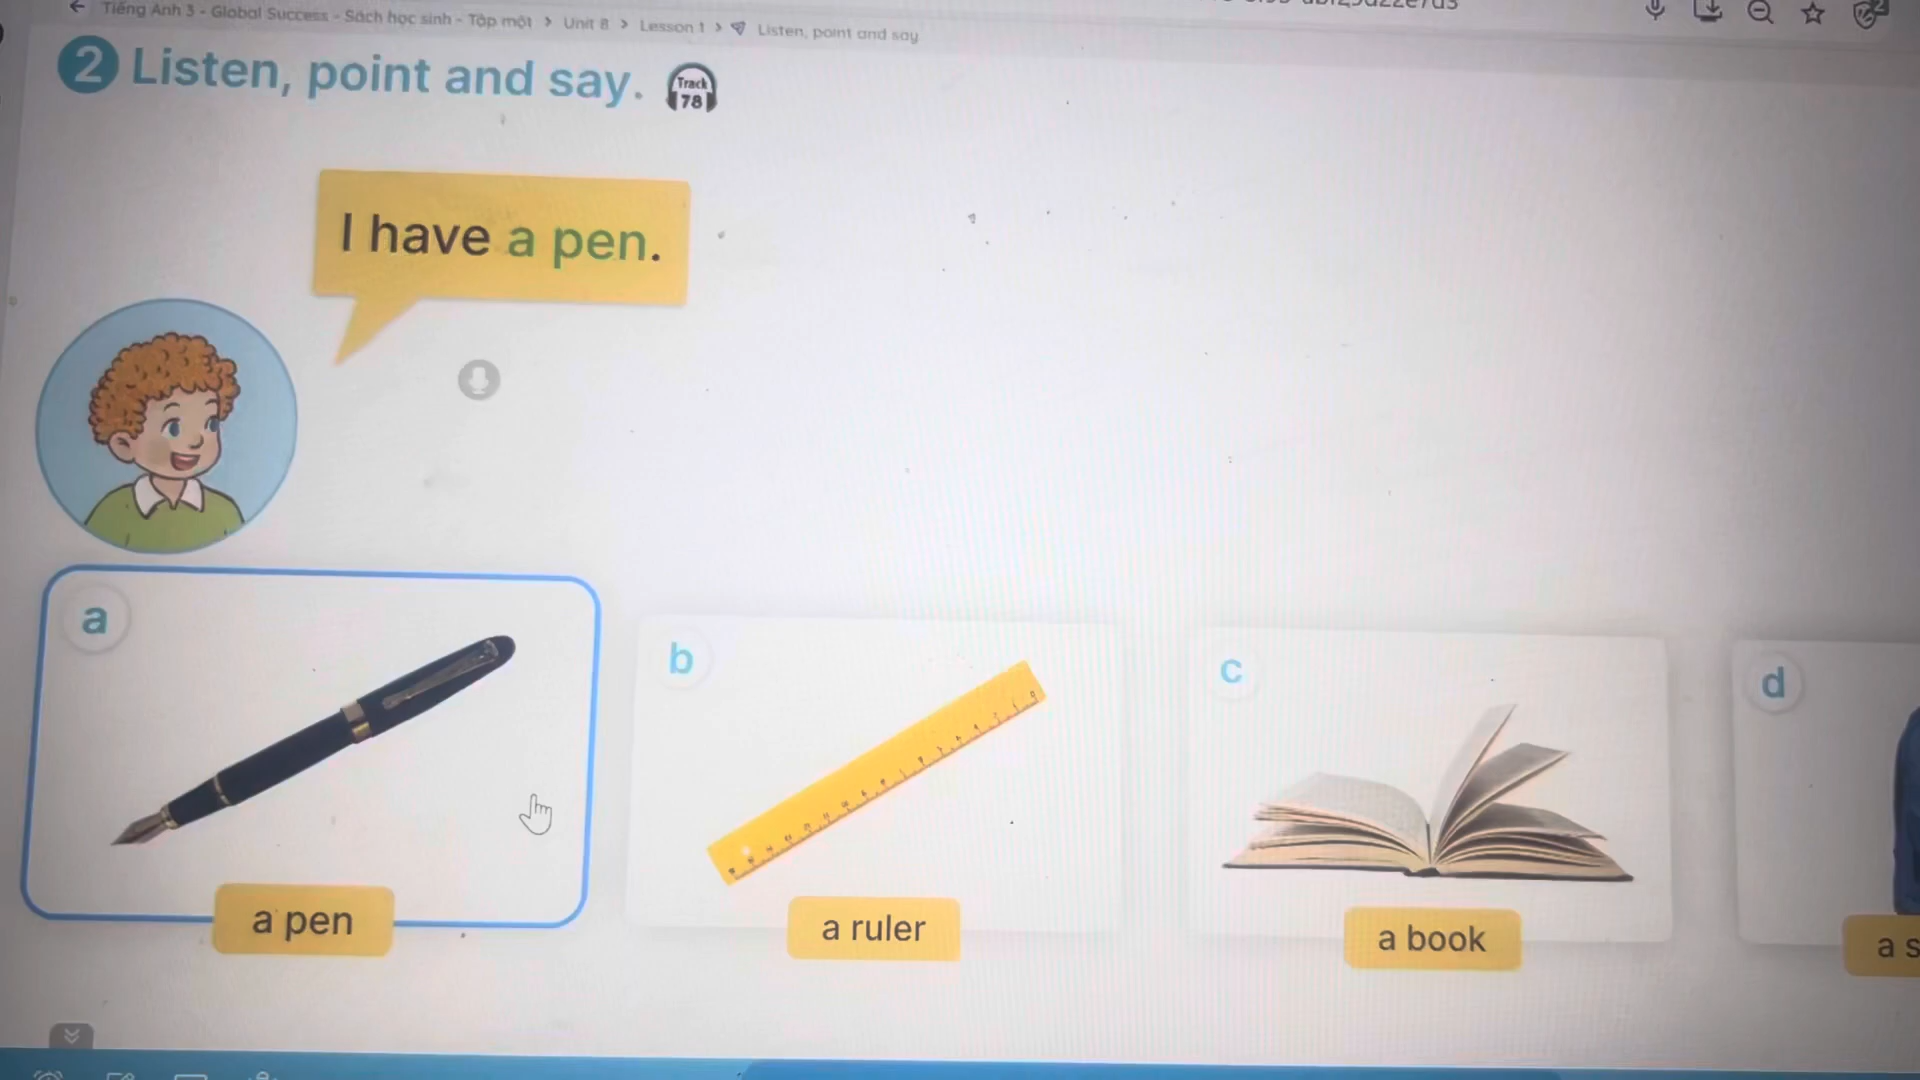 Tiếng Anh 3 - Global Success - Sách học sinh - Tập một > Unit 8 > Lesson 1 > Listen, point and say
2 Listen, point and say.
Track
78
I have a pen.
a
b
c
d
a pen
a ruler
a book
a s